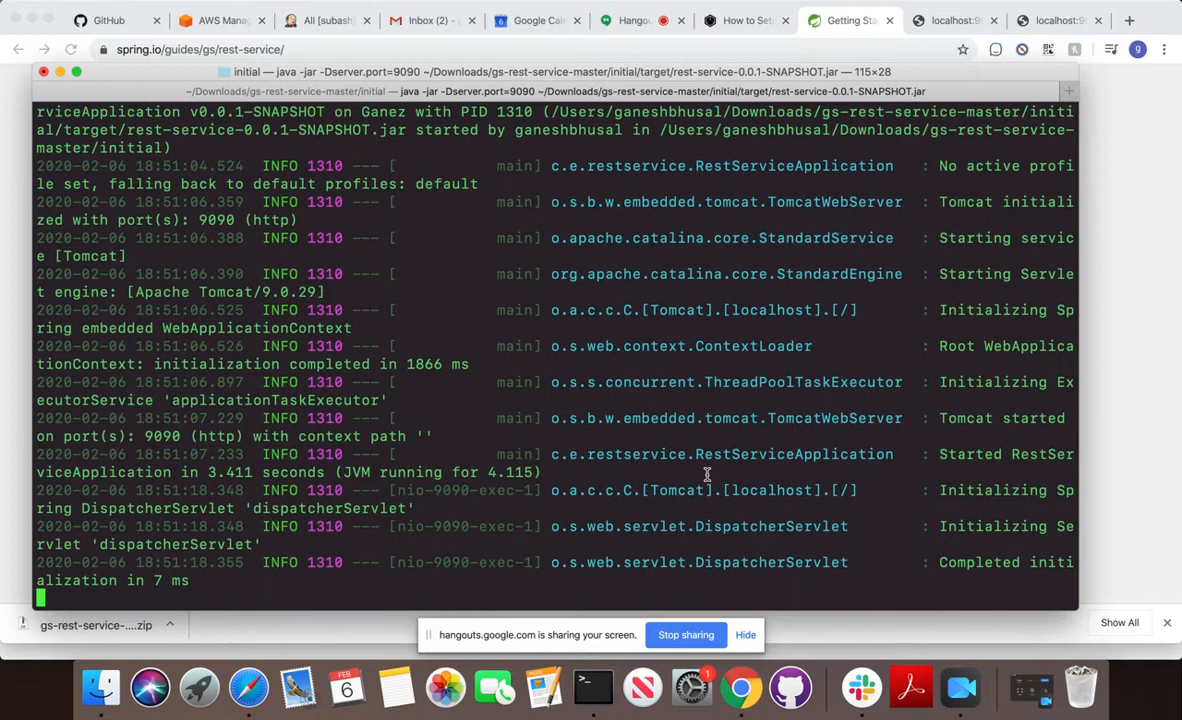 GitHub
AWS Mana
All [subash]
Inbox (2) -
Google Cal
Hangou
How to Set
Getting Sta
localhost:90
localhost:90
spring.io/guides/gs/rest-service/
g
initial — java -jar -Dserver.port=9090 ~/Downloads/gs-rest-service-master/initial/target/rest-service-0.0.1-SNAPSHOT.jar — 115×28
~/Downloads/gs-rest-service-master/initial — java -jar -Dserver.port=9090 ~/Downloads/gs-rest-service-master/initial/target/rest-service-0.0.1-SNAPSHOT.jar
rviceApplication v0.0.1-SNAPSHOT on Ganez with PID 1310 (/Users/ganeshbhusal/Downloads/gs-rest-service-master/initi
al/target/rest-service-0.0.1-SNAPSHOT.jar started by ganeshbhusal in /Users/ganeshbhusal/Downloads/gs-rest-service-
master/initial)
2020-02-06 18:51:04.524  INFO 1310 --- [           main] c.e.restservice.RestServiceApplication   : No active profi
le set, falling back to default profiles: default
2020-02-06 18:51:06.359  INFO 1310 --- [           main] o.s.b.w.embedded.tomcat.TomcatWebServer  : Tomcat initiali
zed with port(s): 9090 (http)
2020-02-06 18:51:06.388  INFO 1310 --- [           main] o.apache.catalina.core.StandardService   : Starting servic
e [Tomcat]
2020-02-06 18:51:06.390  INFO 1310 --- [           main] org.apache.catalina.core.StandardEngine  : Starting Servle
t engine: [Apache Tomcat/9.0.29]
2020-02-06 18:51:06.525  INFO 1310 --- [           main] o.a.c.c.C.[Tomcat].[localhost].[/]       : Initializing Sp
ring embedded WebApplicationContext
2020-02-06 18:51:06.526  INFO 1310 --- [           main] o.s.web.context.ContextLoader            : Root WebApplica
tionContext: initialization completed in 1866 ms
2020-02-06 18:51:06.897  INFO 1310 --- [           main] o.s.s.concurrent.ThreadPoolTaskExecutor  : Initializing Ex
ecutorService 'applicationTaskExecutor'
2020-02-06 18:51:07.229  INFO 1310 --- [           main] o.s.b.w.embedded.tomcat.TomcatWebServer  : Tomcat started
on port(s): 9090 (http) with context path ''
2020-02-06 18:51:07.233  INFO 1310 --- [           main] c.e.restservice.RestServiceApplication   : Started RestSer
viceApplication in 3.411 seconds (JVM running for 4.115)
2020-02-06 18:51:18.348  INFO 1310 --- [nio-9090-exec-1] o.a.c.c.C.[Tomcat].[localhost].[/]       : Initializing Sp
ring DispatcherServlet 'dispatcherServlet'
2020-02-06 18:51:18.348  INFO 1310 --- [nio-9090-exec-1] o.s.web.servlet.DispatcherServlet        : Initializing Se
rvlet 'dispatcherServlet'
2020-02-06 18:51:18.355  INFO 1310 --- [nio-9090-exec-1] o.s.web.servlet.DispatcherServlet        : Completed initi
alization in 7 ms
gs-rest-service-....zip
Show All
hangouts.google.com is sharing your screen.
Stop sharing
Hide
FEB
6
1